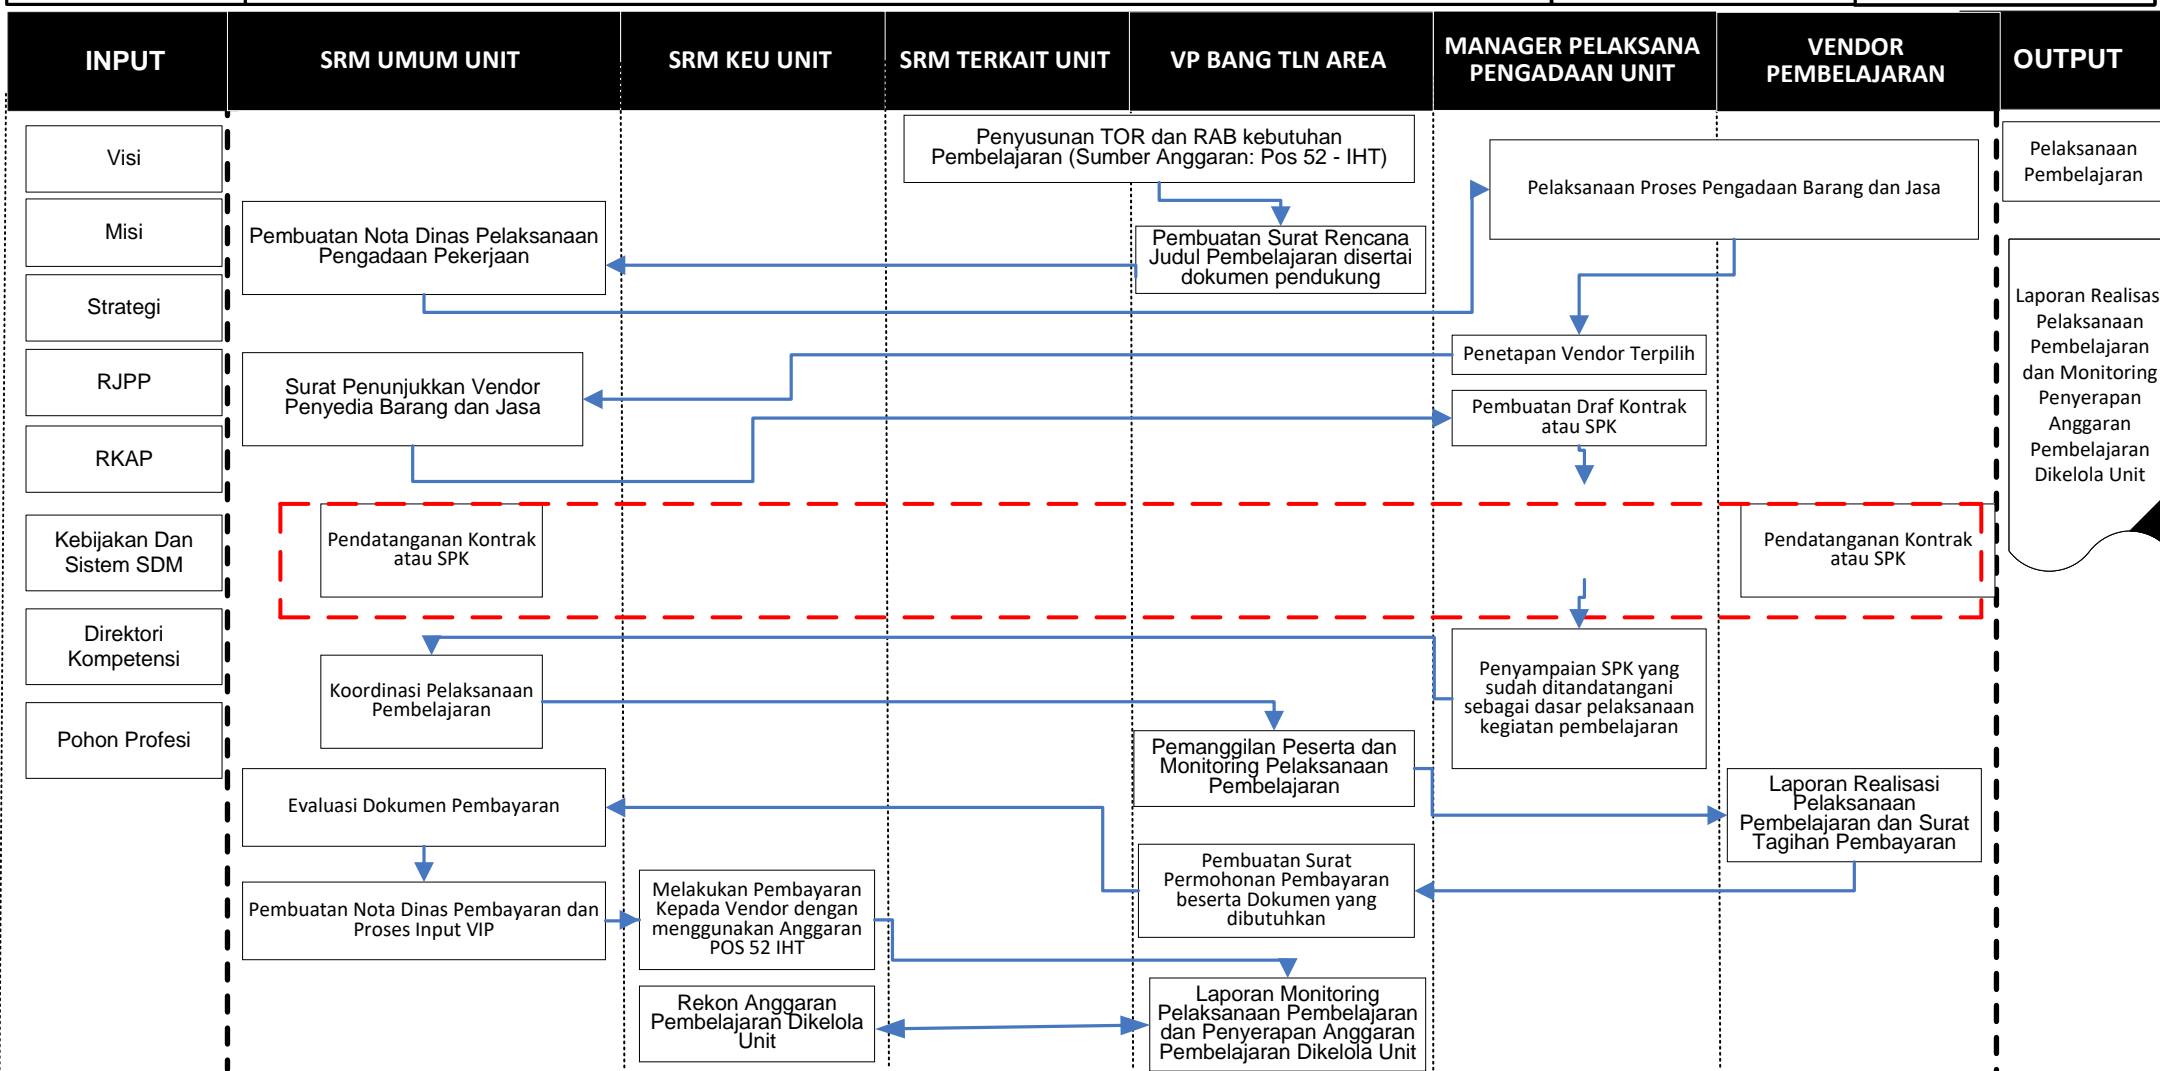 INPUT
SRM UMUM UNIT
SRM KEU UNIT
SRM TERKAIT UNIT
VP BANG TLN AREA
MANAGER PELAKSANA
PENGADAAN UNIT
VENDOR
PEMBELAJARAN
OUTPUT
Visi
Misi
Strategi
RJPP
RKAP
Kebijakan Dan
Sistem SDM
Direktori
Kompetensi
Pohon Profesi
Penyusunan TOR dan RAB kebutuhan
Pembelajaran (Sumber Anggaran: Pos 52 - IHT)
Pembuatan Surat Rencana
Judul Pembelajaran disertai
dokumen pendukung
Pembuatan Nota Dinas Pelaksanaan
Pengadaan Pekerjaan
Pelaksanaan Proses Pengadaan Barang dan Jasa
Penetapan Vendor Terpilih
Surat Penunjukkan Vendor
Penyedia Barang dan Jasa
Pembuatan Draf Kontrak
atau SPK
Pendatanganan Kontrak
atau SPK
Pendatanganan Kontrak
atau SPK
Penyampaian SPK yang
sudah ditandatangani
sebagai dasar pelaksanaan
kegiatan pembelajaran
Koordinasi Pelaksanaan
Pembelajaran
Pemanggilan Peserta dan
Monitoring Pelaksanaan
Pembelajaran
Laporan Realisasi
Pelaksanaan
Pembelajaran dan Surat
Tagihan Pembayaran
Pembuatan Surat
Permohonan Pembayaran
beserta Dokumen yang
dibutuhkan
Evaluasi Dokumen Pembayaran
Pembuatan Nota Dinas Pembayaran dan
Proses Input VIP
Melakukan Pembayaran
Kepada Vendor dengan
menggunakan Anggaran
POS 52 IHT
Laporan Monitoring
Pelaksanaan Pembelajaran
dan Penyerapan Anggaran
Pembelajaran Dikelola Unit
Rekon Anggaran
Pembelajaran Dikelola
Unit
Pelaksanaan
Pembelajaran
Laporan Realisas
Pelaksanaan
Pembelajaran
dan Monitoring
Penyerapan
Anggaran
Pembelajaran
Dikelola Unit